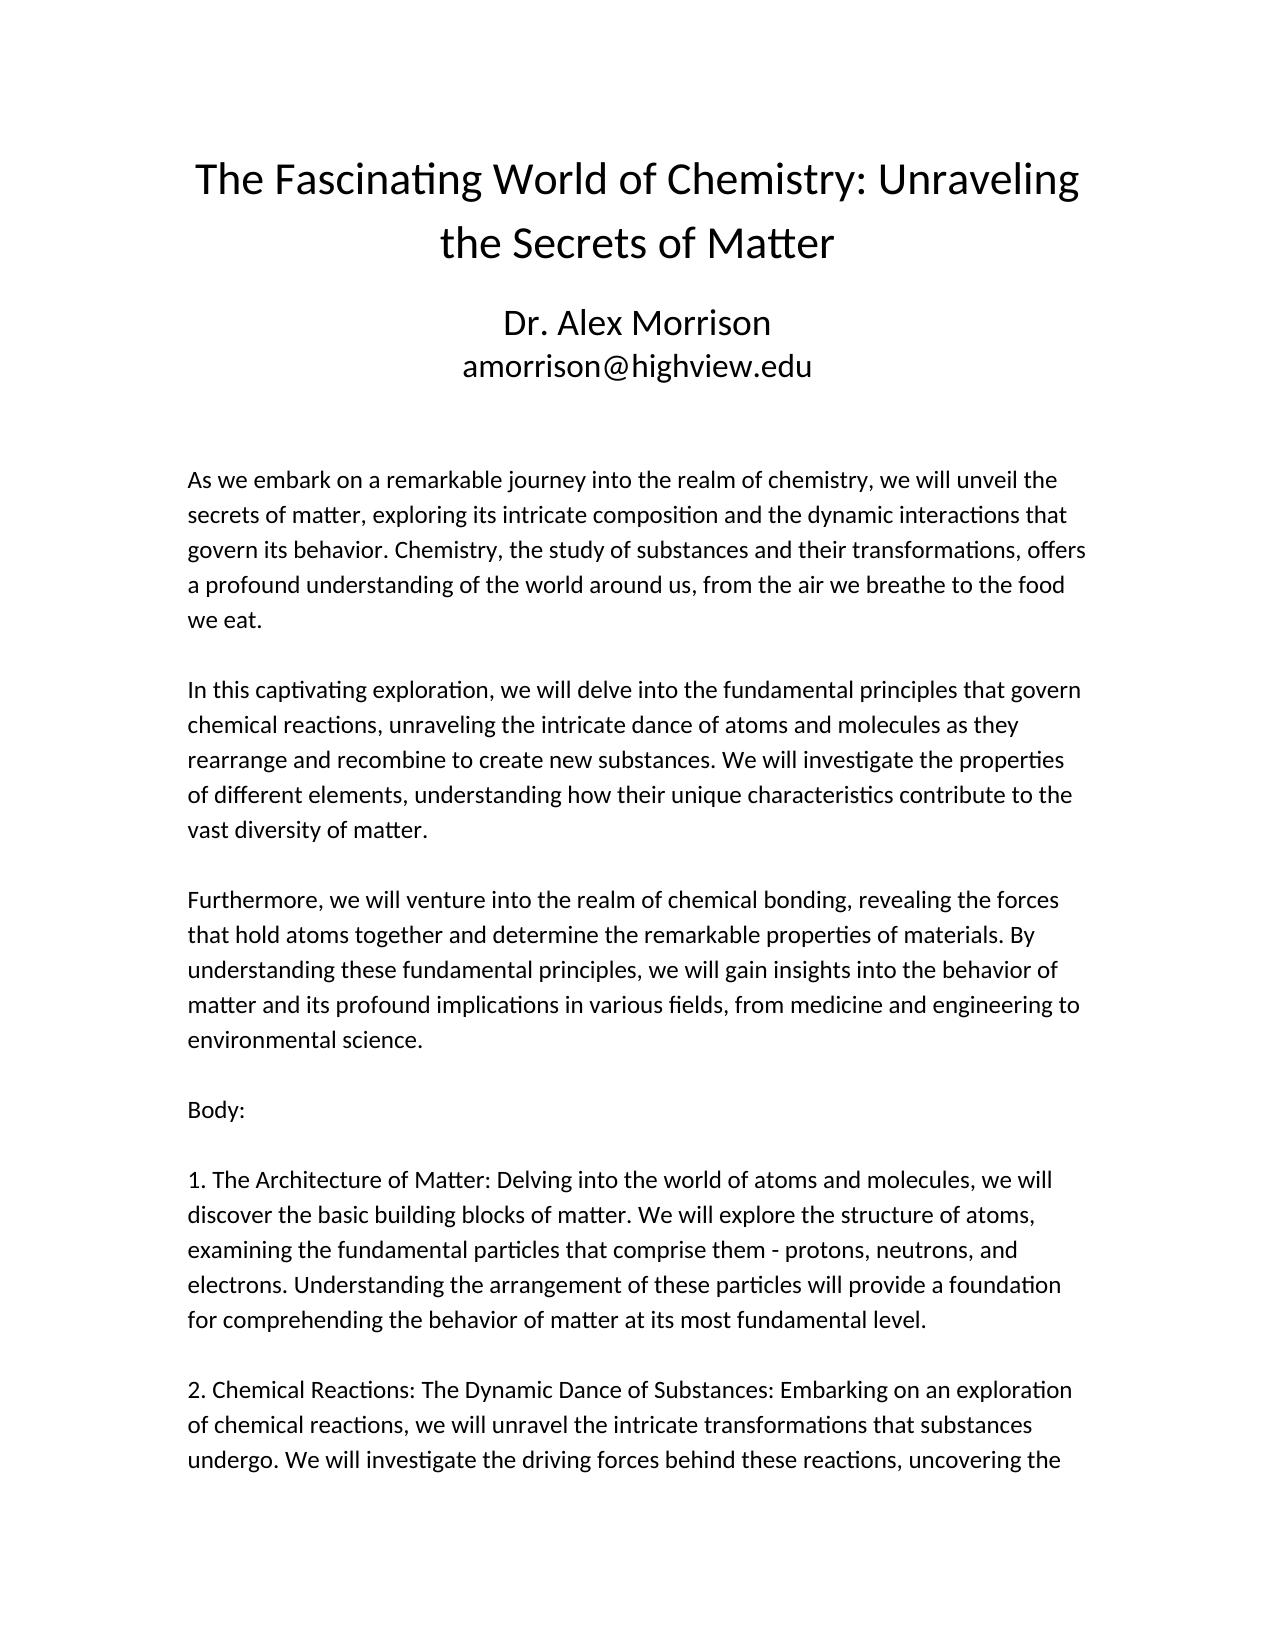 The Fascinating World of Chemistry: Unraveling
the Secrets of Matter
Dr. Alex Morrison
amorrison@highview.edu
As we embark on a remarkable journey into the realm of chemistry, we will unveil the
secrets of matter, exploring its intricate composition and the dynamic interactions that
govern its behavior. Chemistry, the study of substances and their transformations, offers
a profound understanding of the world around us, from the air we breathe to the food
we eat.
In this captivating exploration, we will delve into the fundamental principles that govern
chemical reactions, unraveling the intricate dance of atoms and molecules as they
rearrange and recombine to create new substances. We will investigate the properties
of different elements, understanding how their unique characteristics contribute to the
vast diversity of matter.
Furthermore, we will venture into the realm of chemical bonding, revealing the forces
that hold atoms together and determine the remarkable properties of materials. By
understanding these fundamental principles, we will gain insights into the behavior of
matter and its profound implications in various fields, from medicine and engineering to
environmental science.
Body:
1. The Architecture of Matter: Delving into the world of atoms and molecules, we will
discover the basic building blocks of matter. We will explore the structure of atoms,
examining the fundamental particles that comprise them - protons, neutrons, and
electrons. Understanding the arrangement of these particles will provide a foundation
for comprehending the behavior of matter at its most fundamental level.
2. Chemical Reactions: The Dynamic Dance of Substances: Embarking on an exploration
of chemical reactions, we will unravel the intricate transformations that substances
undergo. We will investigate the driving forces behind these reactions, uncovering the